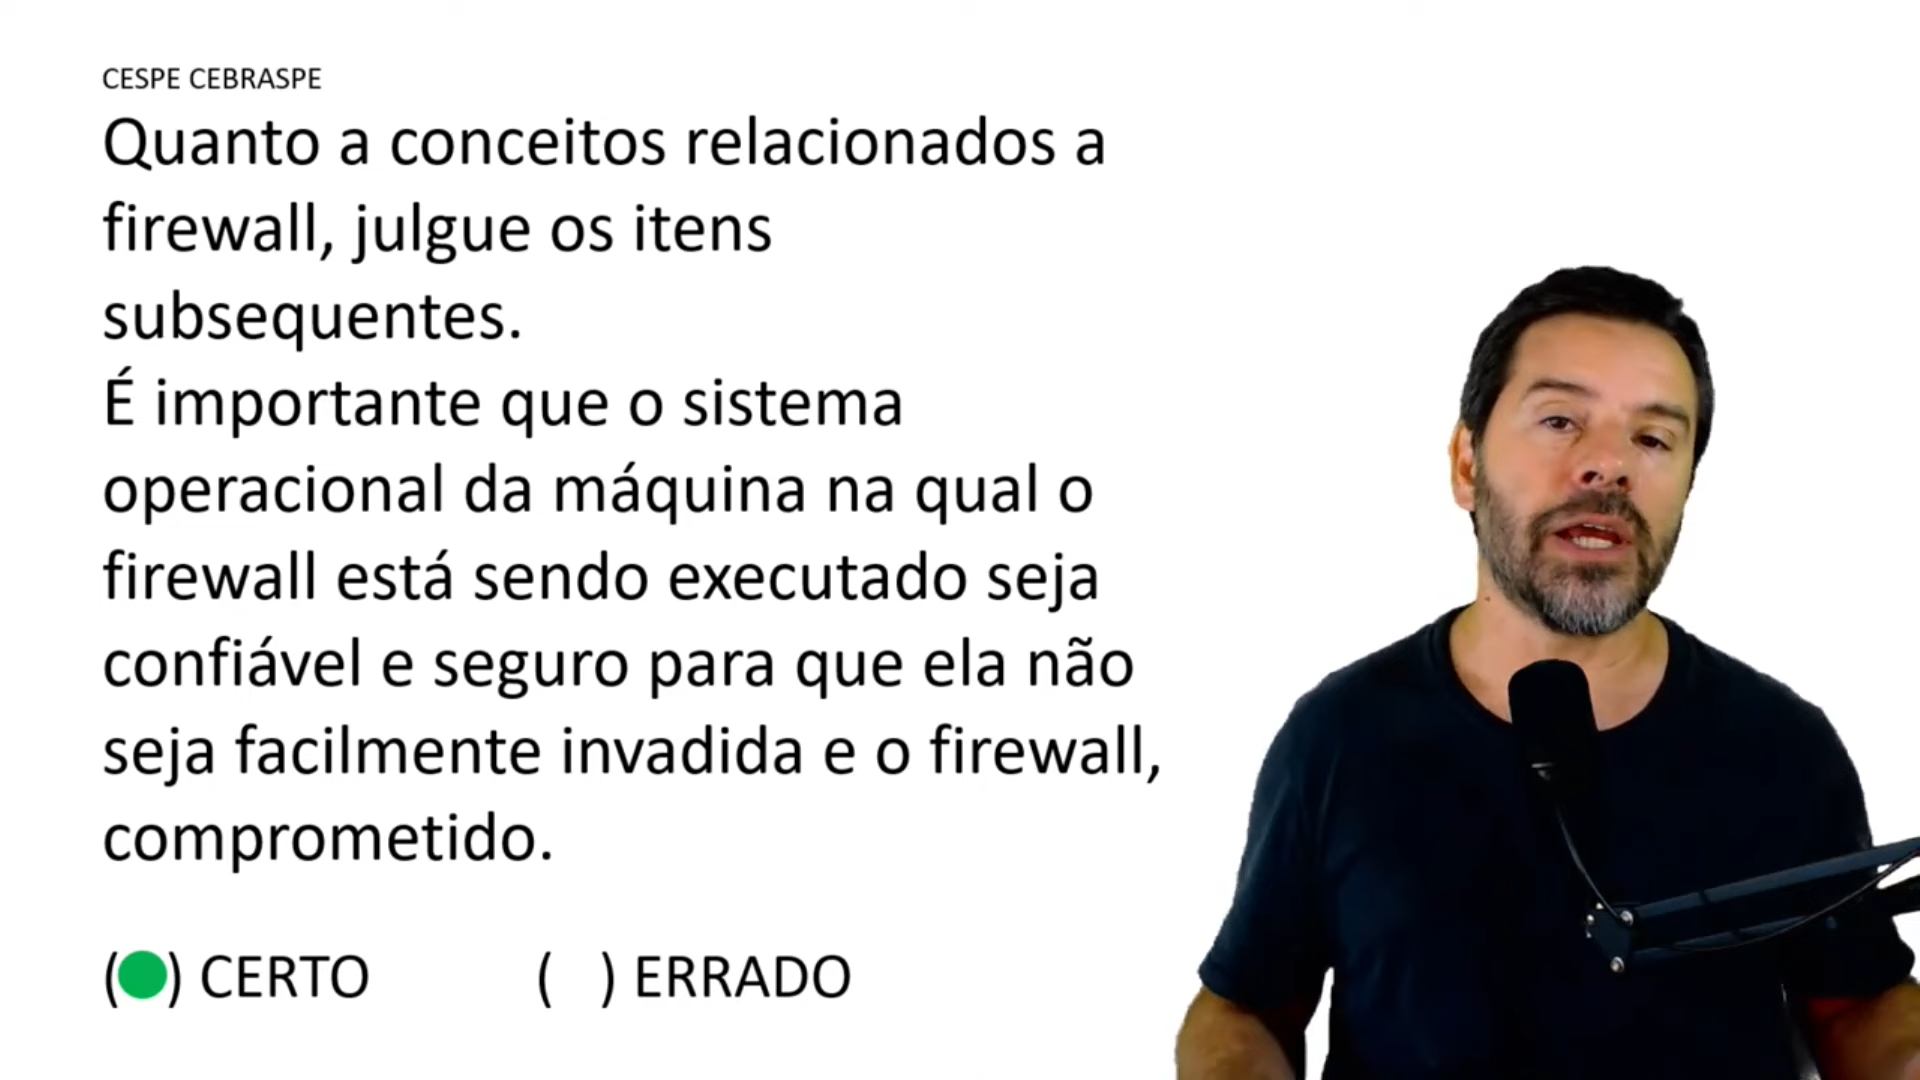 CESPE CEBRASPE
Quanto a conceitos relacionados a
firewall, julgue os itens
subsequentes.
É importante que o sistema
operacional da máquina na qual o
firewall está sendo executado seja
confiável e seguro para que ela não
seja facilmente invadida e o firewall,
comprometido.
( ) CERTO ( ) ERRADO